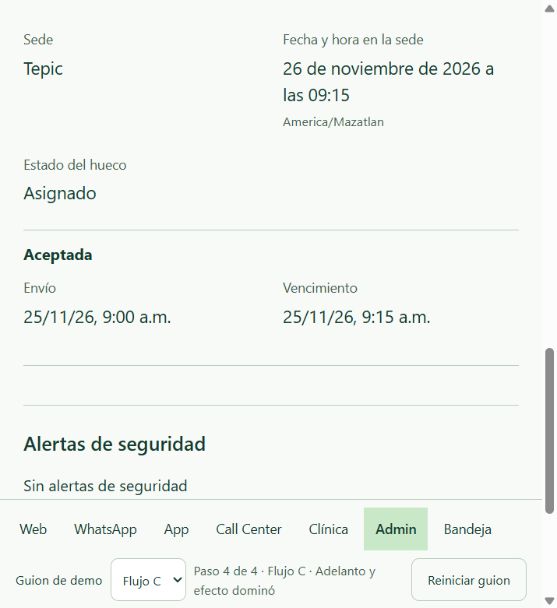 Sede
Fecha y hora en la sede
Tepic
26 de noviembre de 2026 a
las 09:15
America/Mazatlan
Estado del hueco
Asignado
Aceptada
Envío
Vencimiento
25/11/26, 9:00 a.m.
25/11/26, 9:15 a.m.
Alertas de seguridad
Sin alertas de seguridad
Web
WhatsApp
App
Call Center
Clínica
Admin
Bandeja
Guion de demo
Flujo C
Paso 4 de 4 · Flujo C · Adelanto y
efecto dominó
Reiniciar guion